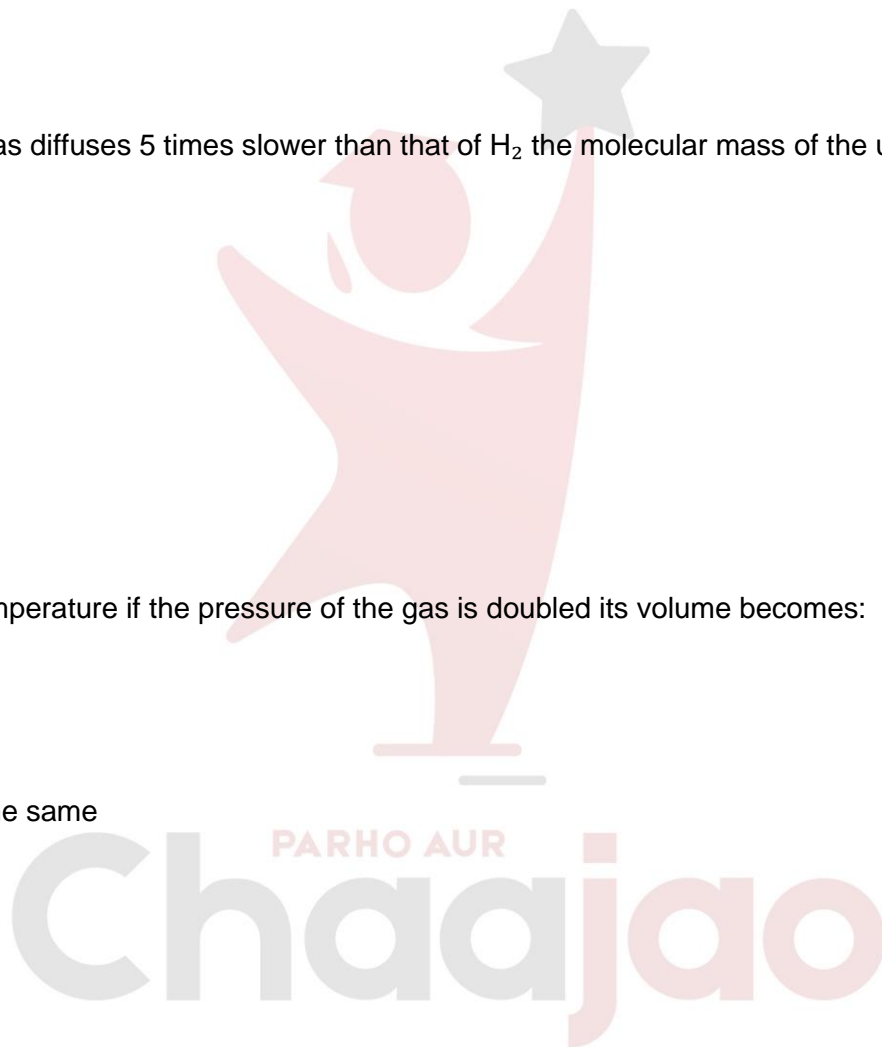 as diffuses 5 times slower than that of H₂ the molecular mass of the u
nperature if the pressure of the gas is doubled its volume becomes:
ne same
PARHO AUR
Chaajao